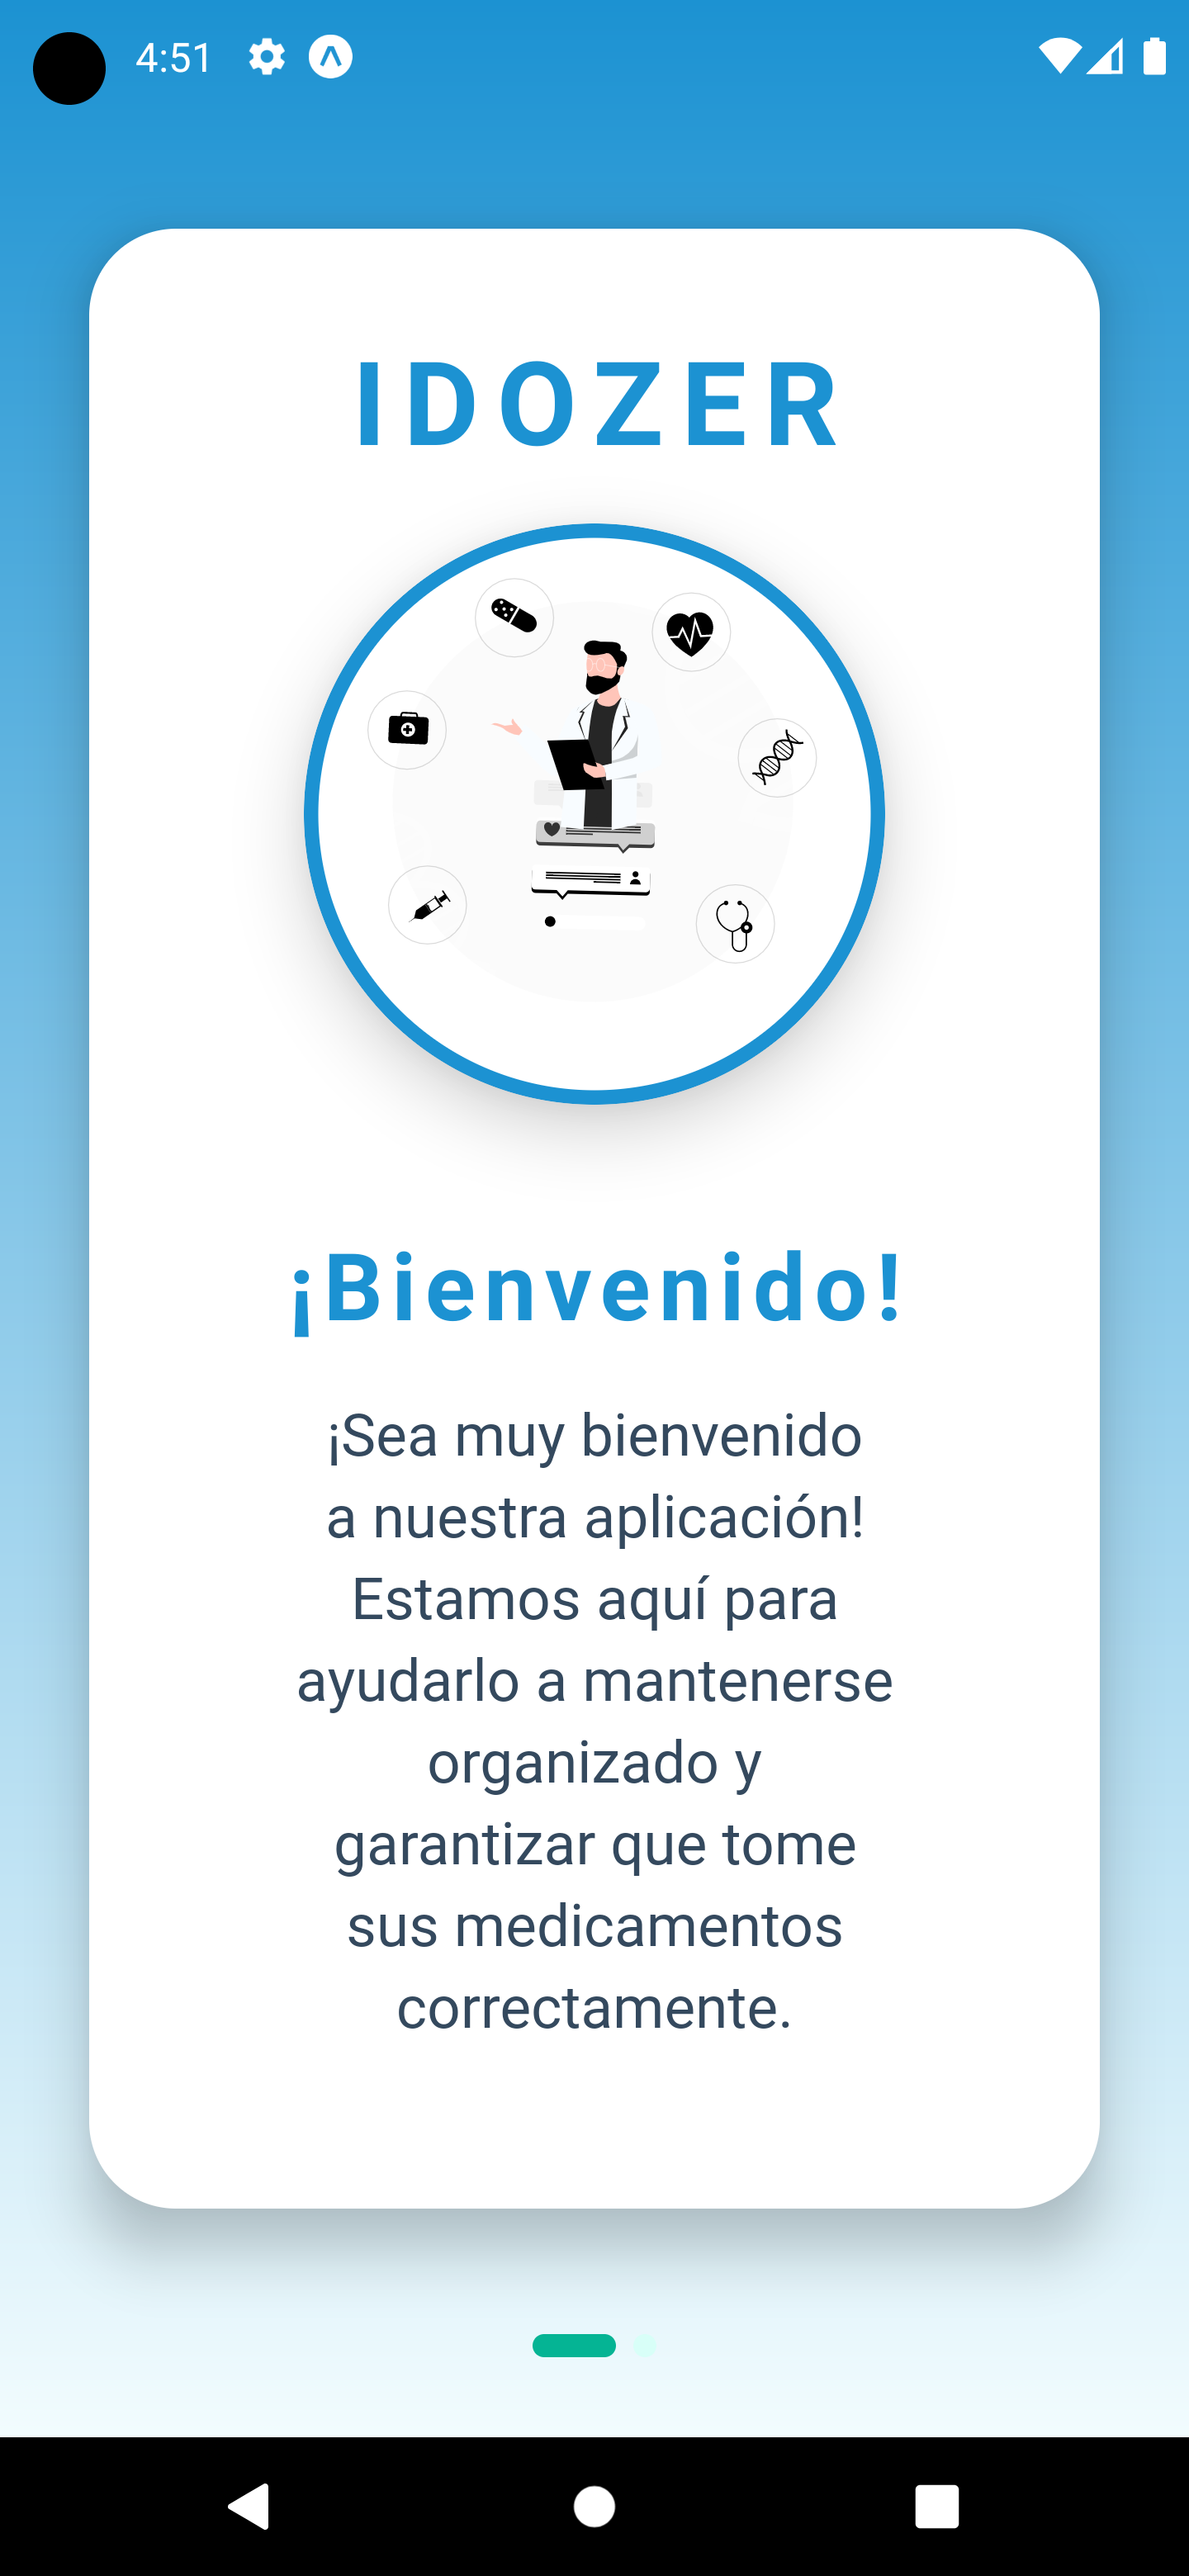 4:51
IDOZER
¡Bienvenido!
¡Sea muy bienvenido
a nuestra aplicación!
Estamos aquí para
ayudarlo a mantenerse
organizado y
garantizar que tome
sus medicamentos
correctamente.